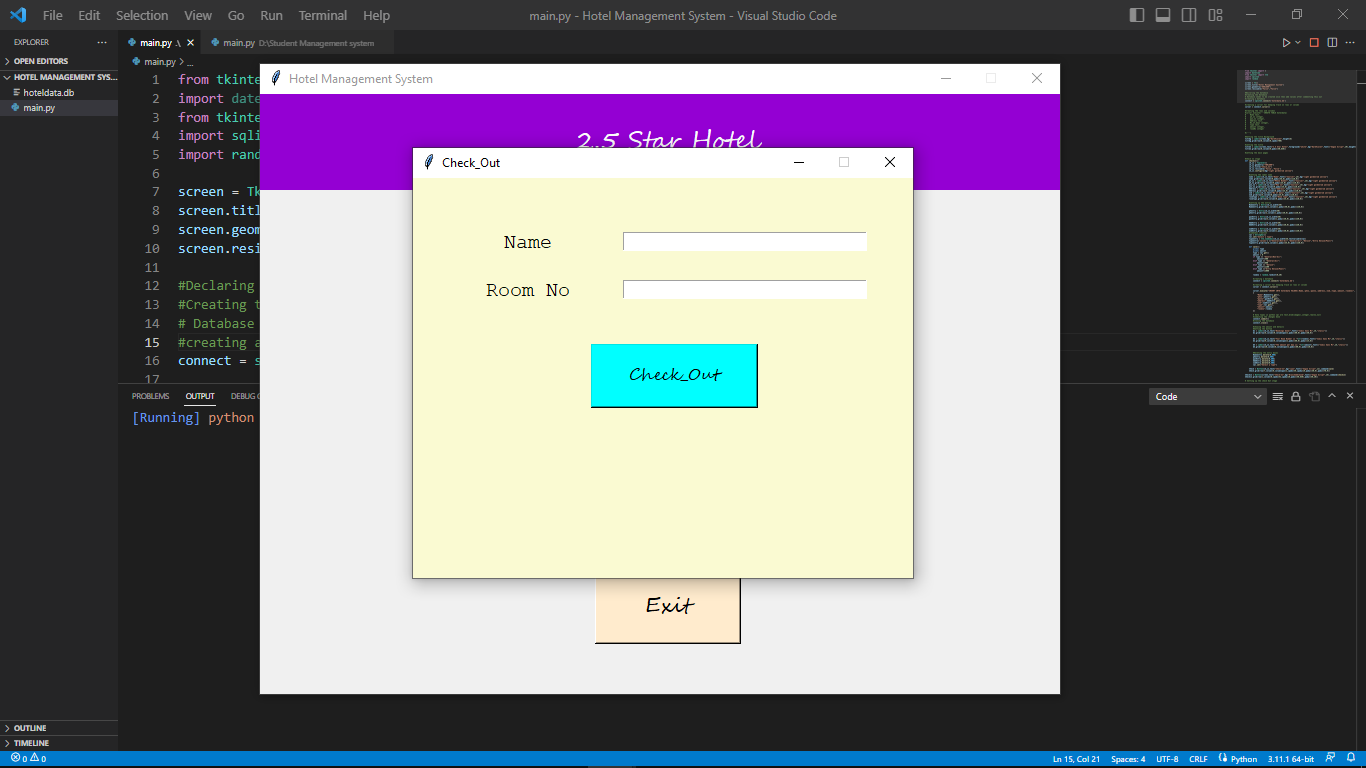 File Edit Selection View Go Run Terminal Help
main.py - Hotel Management System - Visual Studio Code
EXPLORER
main.py .\
main.py D:\Student Management system
OPEN EDITORS
main.py > ...
HOTEL MANAGEMENT SYS...
hoteldata.db
main.py
1 from tkinte
2 import date
3 from tkinte
4 import sqli
5 import rand
6
7 screen = Tk
8 screen.titl
9 screen.geom
10 screen.resi
11
12 #Declaring
13 #Creating t
14 # Database
15 #creating a
16 connect = s
17
Hotel Management System
2.5 Star Hotel
Check_Out
Name
Room No
Check_Out
Exit
PROBLEMS OUTPUT DEBUG C
Code
[Running] python
OUTLINE
TIMELINE
0 0
Ln 15, Col 21 Spaces: 4 UTF-8 CRLF Python 3.11.1 64-bit